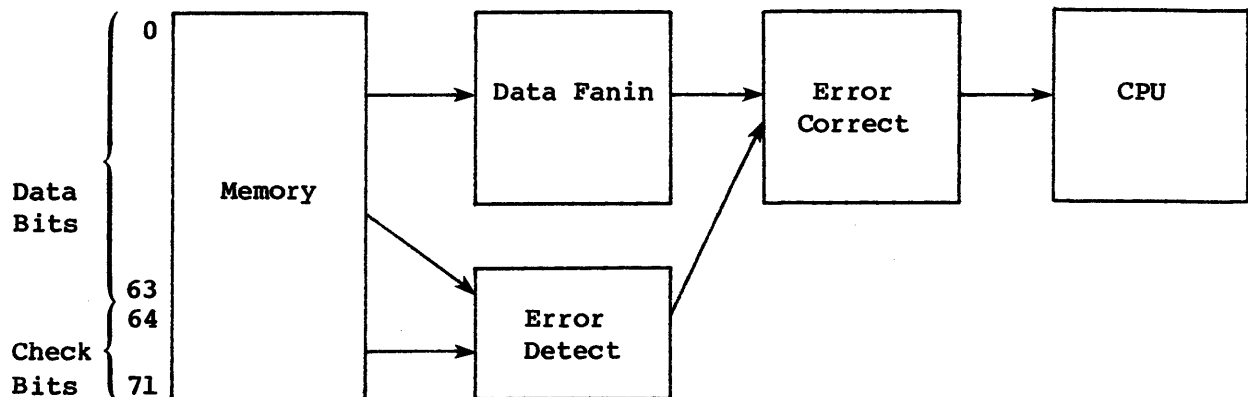 0
Data Fanin
Error
Correct
CPU
Data
Bits
Memory
63
64
Error
Detect
Check
Bits
71